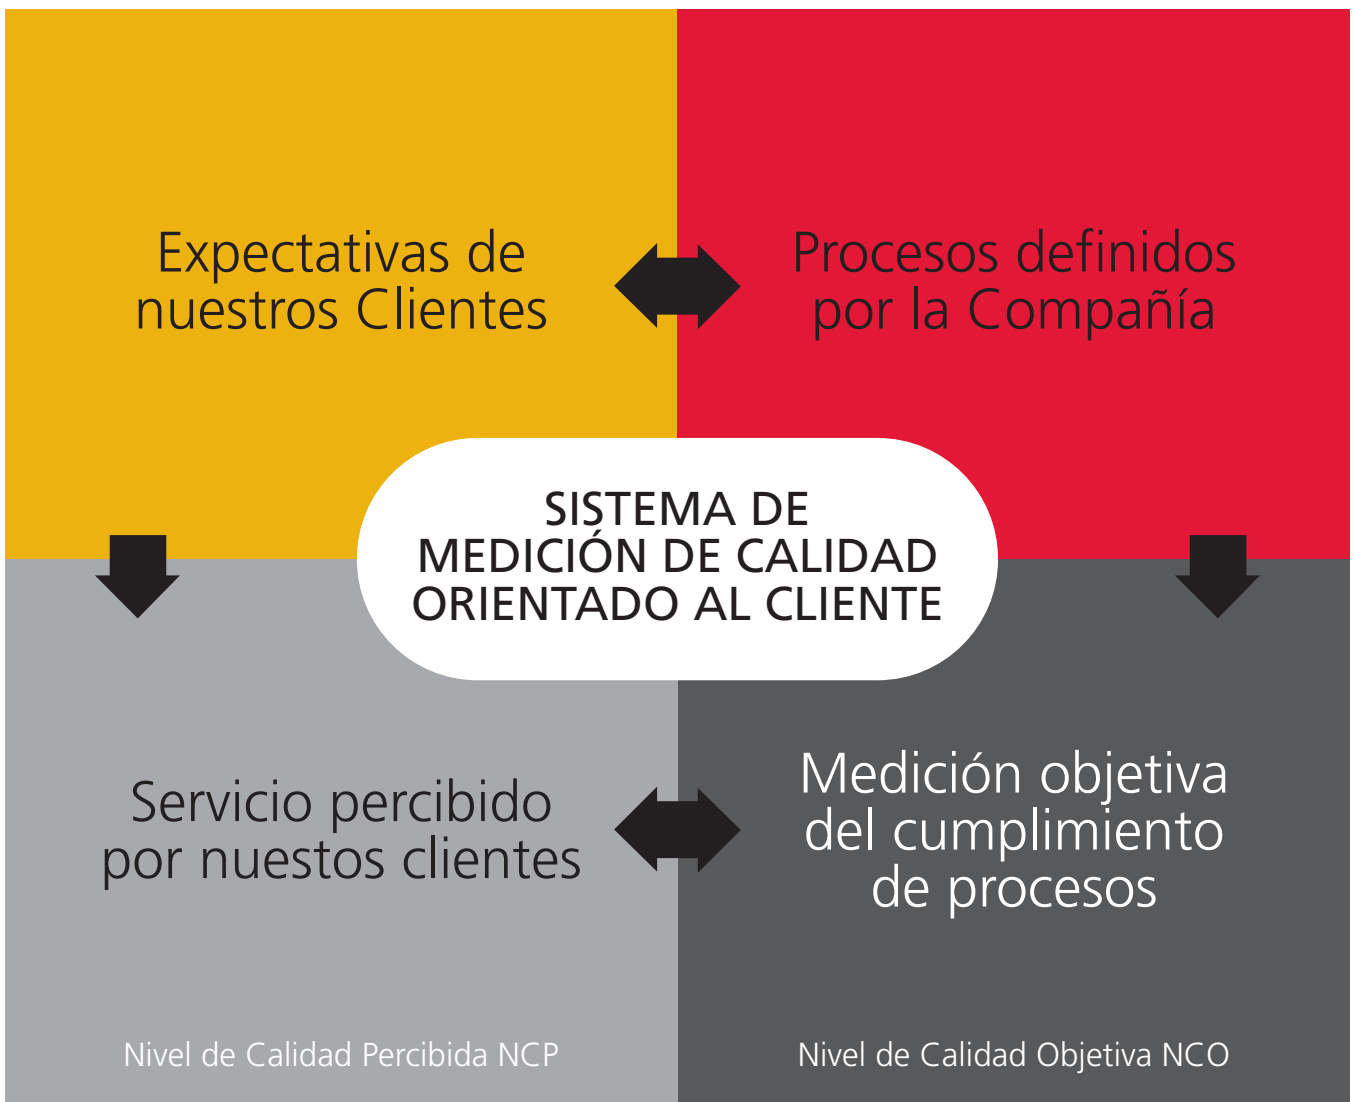 Expectativas de
nuestros Clientes
Procesos definidos
por la Compañía
SISTEMA DE
MEDICIÓN DE CALIDAD
ORIENTADO AL CLIENTE
Servicio percibido
por nuestos clientes
Medición objetiva
del cumplimiento
de procesos
Nivel de Calidad Percibida NCP
Nivel de Calidad Objetiva NCO